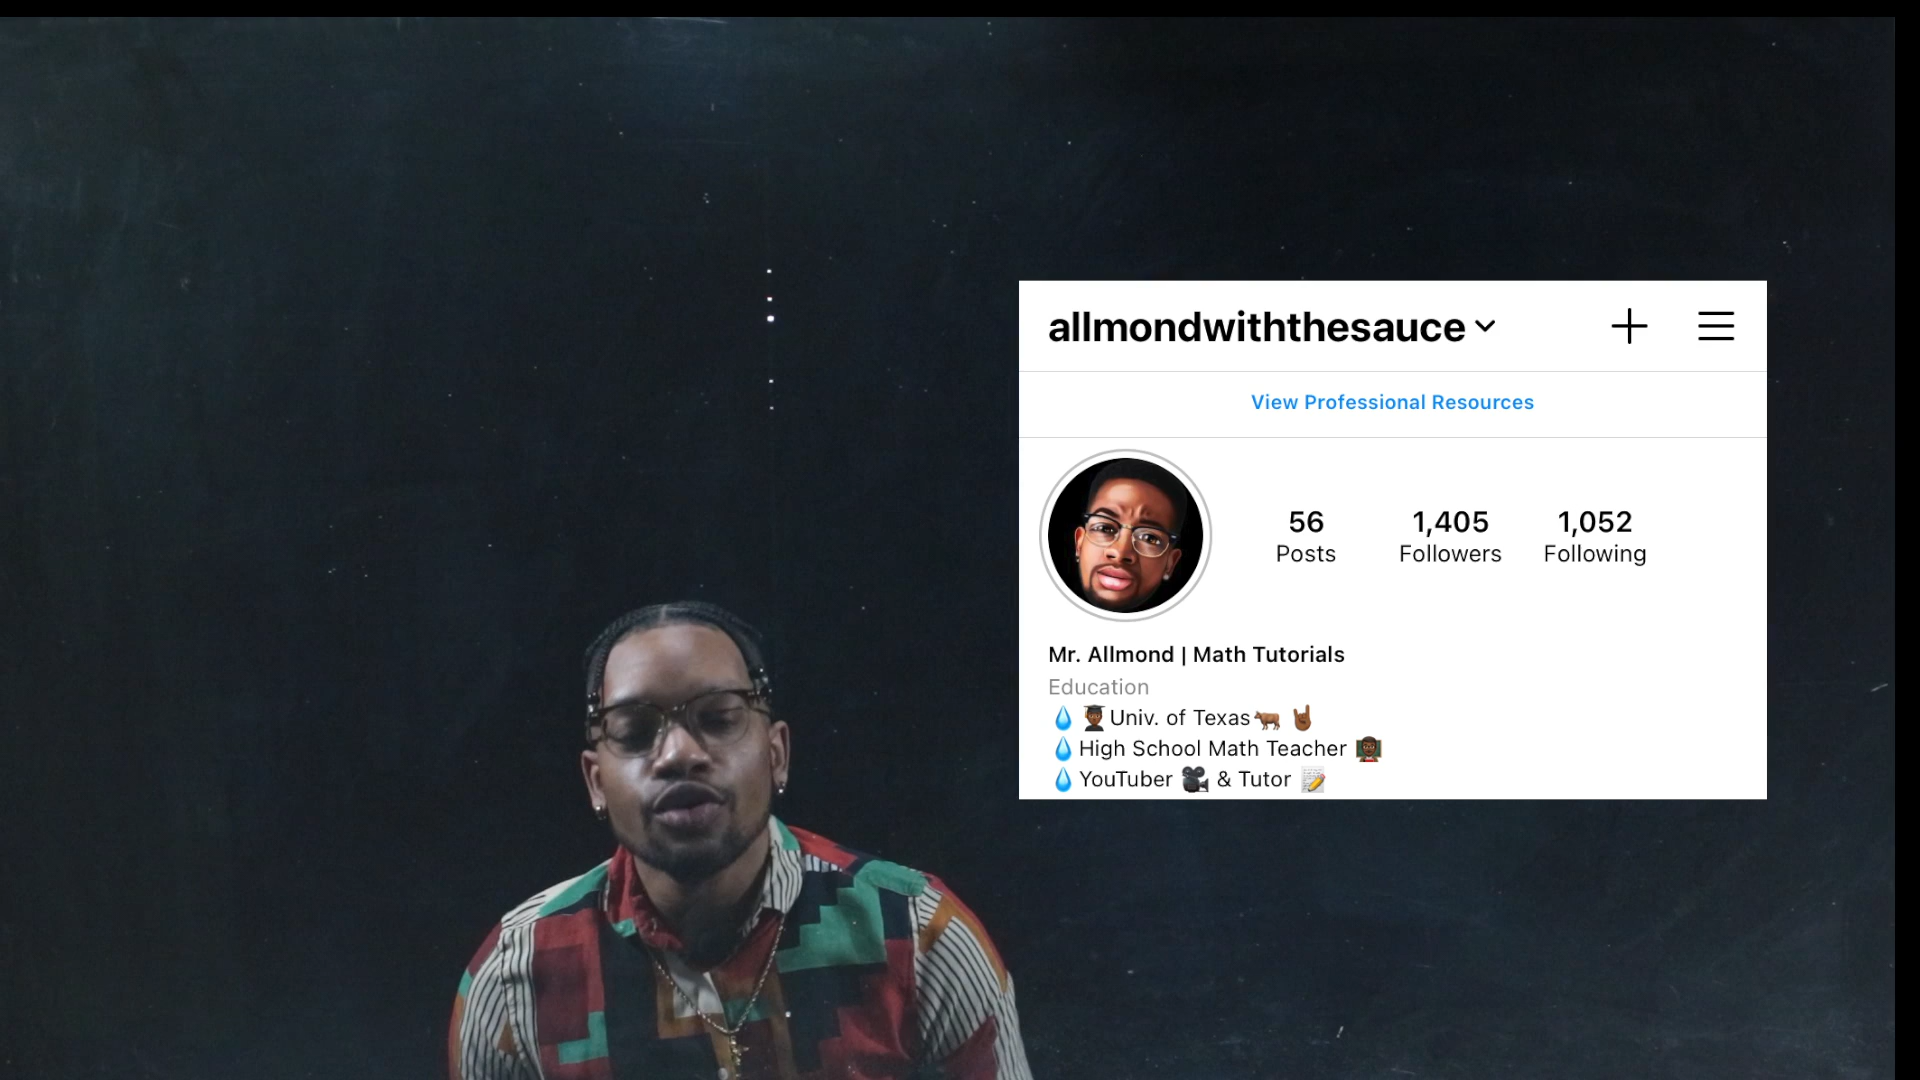 allmondwiththesauce
View Professional Resources
56 1,405 1,052
Posts Followers Following
Mr. Allmond | Math Tutorials
Education
💧 👨🏾‍🎓Univ. of Texas🐂 🤘🏾
💧High School Math Teacher 👨🏾‍🏫
💧YouTuber 🎥 & Tutor 📝